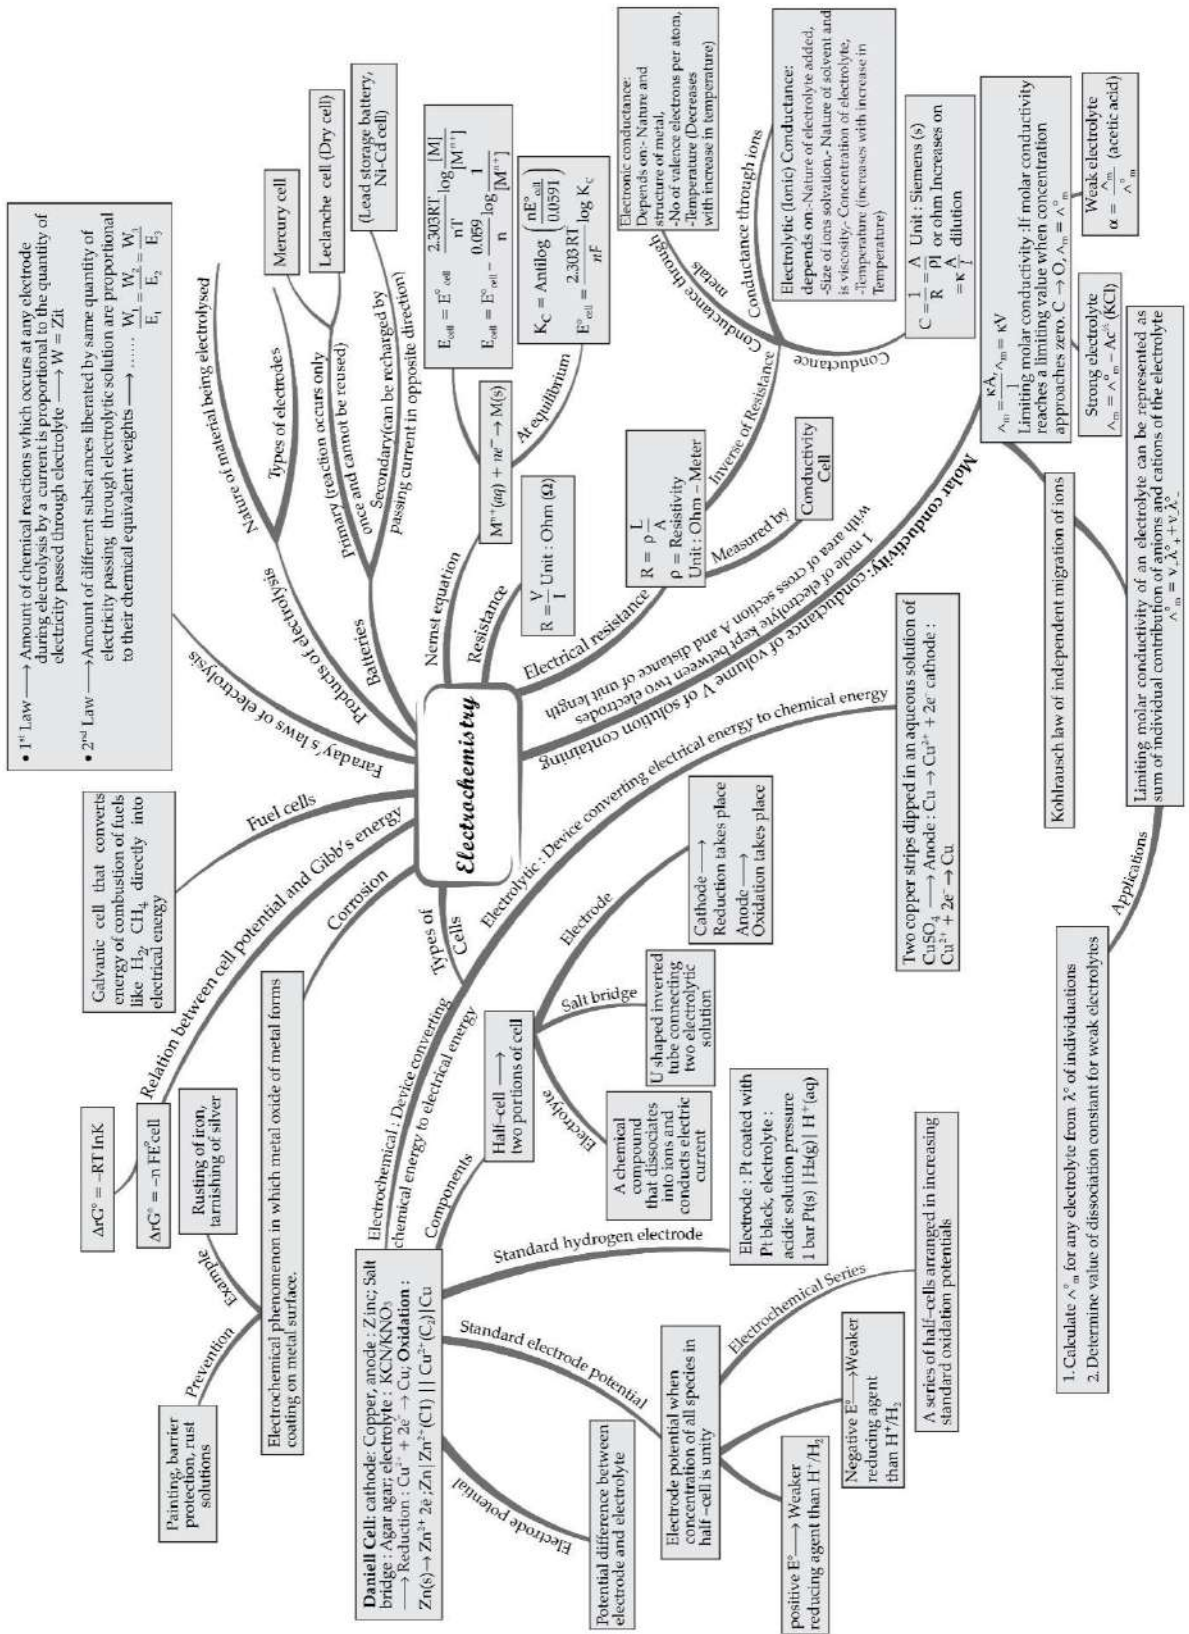 Electrochemistry
Faraday's laws of electrolysis
• 1st Law ⟶ Amount of chemical reactions which occurs at any electrode
during electrolysis by a current is proportional to the quantity of
electricity passed through electrolyte ⟶ W = Zit
• 2nd Law ⟶ Amount of different subst ances liberated by same quantity of
electricity passing through electrolytic solution are proportional
to their chemical equivalent weights ⟶ ...... W1/E1 = W2/E2 = W3/E3
Products of electrolysis
Nature of material being electrolysed
Types of electrodes
Batteries
Primary (reaction occurs only
once and cannot be reused)
Mercury cell
Leclanche cell (Dry cell)
Secondary(can be recharged by
passing current in opposite direction)
(Lead storage battery,
Ni-Cd cell)
Nernst equation
Mn+(aq) + ne– → M(s)
Ecell = E°cell 2.303RT/nT log [M]/[Mn+]
Ecell = E°cell – 0.059/n log 1/[Mn+]
At equilibrium
KC = Antilog (nE°cell/0.0591)
E°cell = 2.303 RT/nF log KC
Resistance
R = V/I Unit : Ohm (Ω)
Electrical resistance
R = ρ L/A
ρ = Resistivity
Unit : Ohm – Meter
Measured by
Conductivity
Cell
Inverse of Resistance
Conductance through
metals
Electronic conductance:
Depends on:- Nature and
structure of metal,
-No of valence electrons per atom,
-Temperature (Decreases
with increase in temperature)
Conductance through ions
Electrolytic (Ionic) Conductance:
depends on:-Nature of electrolyte added,
-Size of ions solvation,- Nature of solvent and
is viscosity,- Concentration of electrolyte,
-Temperature (increases with increase in
Temperature)
Conductance
C = 1/R = A/Pl Unit : Siemens (s)
or ohm Increases on
= κ A/l dilution
Molar conductivity: conductance of volume V of solution containing
1 mole of electrolyte kept between two electrodes
with area of cross section A and distance of unit length
∧m = κA/l, ∧m = κV
Limiting molar conductivity :If molar conductivity
reaches a limiting value when concentration
approaches zero, C → O, ∧m = ∧°m
Strong electrolyte
∧m = ∧°m – Ac½ (KCl)
Weak electrolyte
α = ∧m/∧°m (acetic acid)
Kohlrausch law of independent migration of ions
Limiting molar conductivity of an electrolyte can be represented as
sum of individual contribution of anions and cations of the electrolyte
∧°m = ν–λ°+ + ν–λ°–
Applications
1. Calculate ∧°m for any electrolyte from λ° of individuations
2. Determine value of dissociation constant for weak electrolytes
Fuel cells
Galvanic cell that converts
energy of combustion of fuels
like H2, CH4 directly into
electrical energy
Relation between cell potential and Gibb's energy
ΔrG° = –n FE°cell
ΔrG° = –RT InK
Corrosion
Electrochemical phenomenon in which metal oxide of metal forms
coating on metal surface.
Example
Rusting of iron,
tarnishing of silver
Prevention
Painting, barrier
protection, rust
solutions
Types of
Cells
Electrolytic : Device converting electrical energy to chemical energy
Two copper strips dipped in an aqueous solution of
CuSO4 ⟶ Anode : Cu → Cu2+ + 2e– cathode :
Cu2+ + 2e– → Cu
Electrochemical : Device converting
chemical energy to electrical energy
Daniell Cell: cathode: Copper, anode : Zinc; Salt
bridge : Agar agar; electrolyte : KCN/KNO3
⟶ Reduction : Cu2+ + 2e– → Cu; Oxidation :
Zn(s) → Zn2+ 2e–;Zn|Zn2+(C1) || Cu2+(C2)|Cu
Components
Half-cell ⟶
two portions of cell
Electrode
Cathode ⟶
Reduction takes place
Anode ⟶
Oxidation takes place
Salt bridge
U shaped inverted
tube connecting
two electrolytic
solution
Electrolyte
A chemical
compound
that dissociates
into ions and
conducts electric
current
Standard hydrogen electrode
Electrode : Pt coated with
Pt black, electrolyte :
acidic solution pressure
1 bar Pt(s) |H2(g)| H+(aq)
Standard electrode potential
Electrode potential when
concentration of all species in
half –cell is unity
Electrochemical Series
A series of half-cells arranged in increasing
standard oxidation potentials
Negative E° ⟶ Weaker
reducing agent
than H+/H2
positive E° ⟶ Weaker
reducing agent than H+/H2
Electrode potential
Potential difference between
electrode and electrolyte